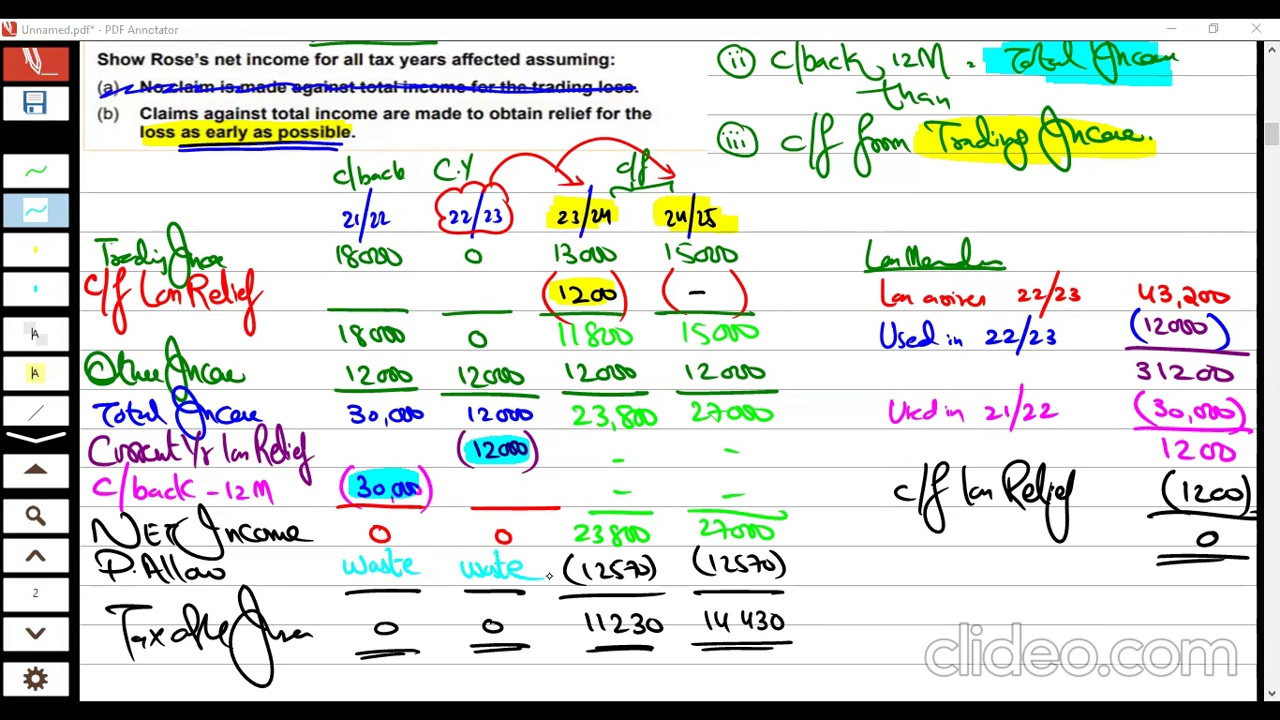 Unnamed.pdf* - PDF Annotator
Show Rose's net income for all tax years affected assuming:
(a) No claim is made against total income for the trading loss.
(b) Claims against total income are made to obtain relief for the
loss as early as possible.
(ii) c/back 12M - Total Income
than
(iii) c/f from Trading Income.
c/back C.Y c/f
21/22 22/23 23/24 24/25
Trading Income 18000 0 13000 15000
c/f Loss Relief (1200) (-)
18000 0 11800 15000
Other Income 12000 12000 12000 12000
Total Income 30,000 12000 23,800 27000
Current Yr Loss Relief (12000) - -
c/back - 12M (30,000) - -
NET Income 0 0 23800 27000
P.Allow waste waste (12570) (12570)
Taxable Income 0 0 11230 14430
Loss Memorandum
Loss arises 22/23 43,200
Used in 22/23 (12000)
31200
Used in 21/22 (30,000)
1200
c/f Loss Relief (1200)
0
2
clideo.com